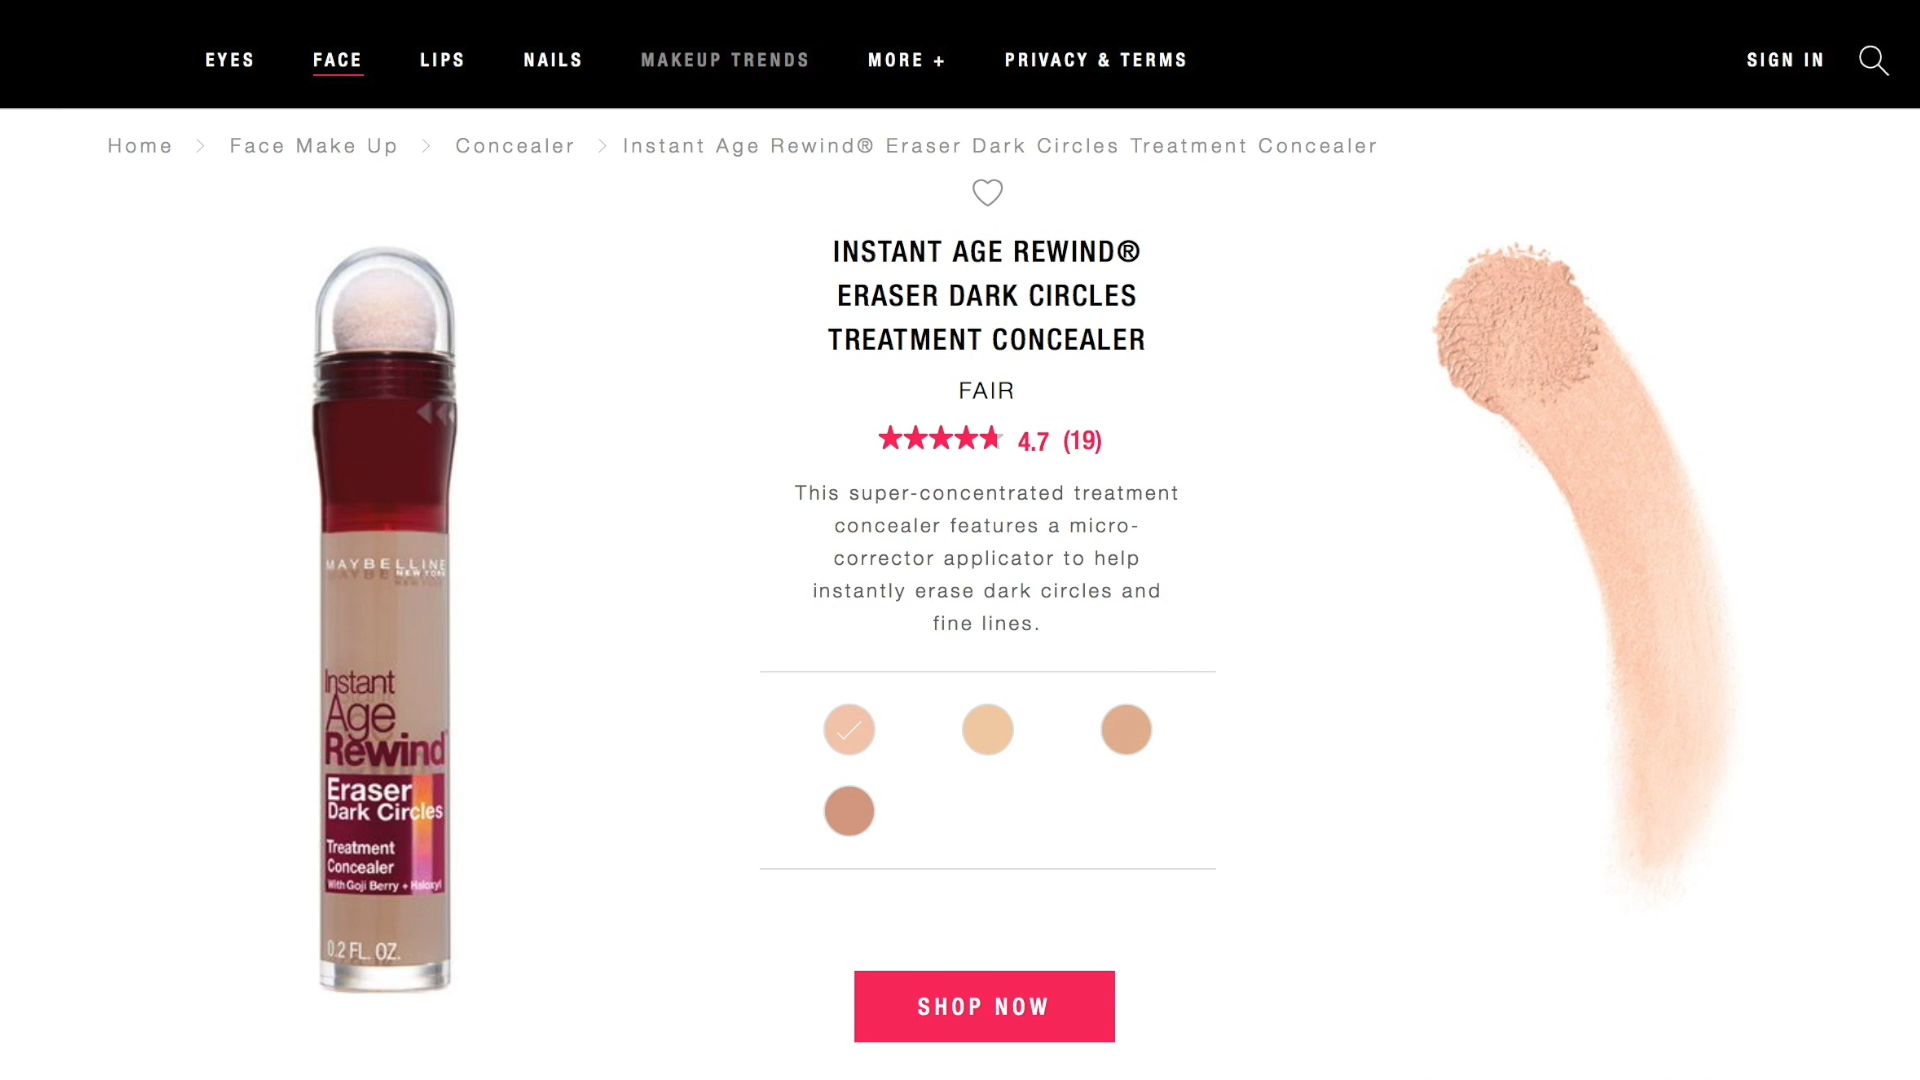 EYES FACE LIPS NAILS MAKEUP TRENDS MORE + PRIVACY & TERMS SIGN IN
Home > Face Make Up > Concealer > Instant Age Rewind® Eraser Dark Circles Treatment Concealer
INSTANT AGE REWIND®
ERASER DARK CIRCLES
TREATMENT CONCEALER
FAIR
4.7 (19)
This super-concentrated treatment
concealer features a micro-
corrector applicator to help
instantly erase dark circles and
fine lines.
SHOP NOW
MAYBELLINE
NEW YORK
Instant
Age
Rewind
Eraser
Dark Circles
Treatment
Concealer
With Goji Berry + Haloxyl
0.2 FL. OZ.